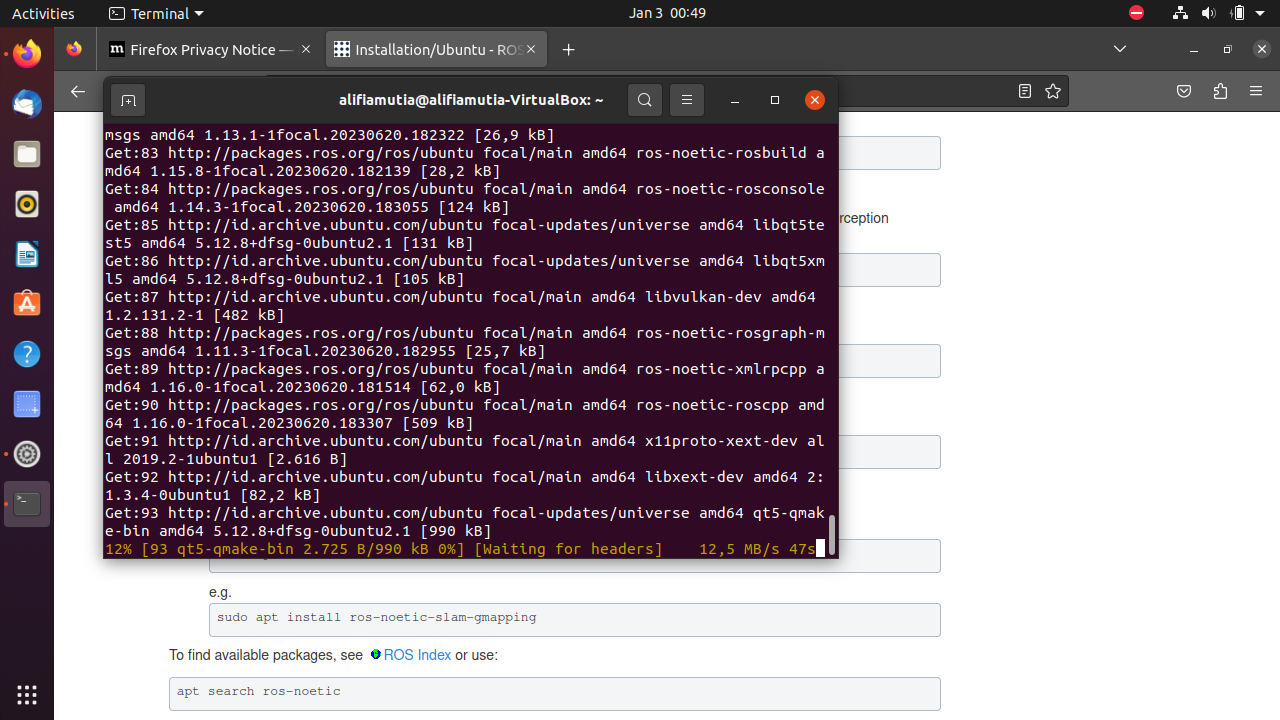 Activities
Terminal
Jan 3 00:49
Firefox Privacy Notice —
Installation/Ubuntu - ROS
alifiamutia@alifiamutia-VirtualBox: ~
msgs amd64 1.13.1-1focal.20230620.182322 [26,9 kB]
Get:83 http://packages.ros.org/ros/ubuntu focal/main amd64 ros-noetic-rosbuild a
md64 1.15.8-1focal.20230620.182139 [28,2 kB]
Get:84 http://packages.ros.org/ros/ubuntu focal/main amd64 ros-noetic-rosconsole
 amd64 1.14.3-1focal.20230620.183055 [124 kB]
Get:85 http://id.archive.ubuntu.com/ubuntu focal-updates/universe amd64 libqt5te
st5 amd64 5.12.8+dfsg-0ubuntu2.1 [131 kB]
Get:86 http://id.archive.ubuntu.com/ubuntu focal-updates/universe amd64 libqt5xm
l5 amd64 5.12.8+dfsg-0ubuntu2.1 [105 kB]
Get:87 http://id.archive.ubuntu.com/ubuntu focal/main amd64 libvulkan-dev amd64
1.2.131.2-1 [482 kB]
Get:88 http://packages.ros.org/ros/ubuntu focal/main amd64 ros-noetic-rosgraph-m
sgs amd64 1.11.3-1focal.20230620.182955 [25,7 kB]
Get:89 http://packages.ros.org/ros/ubuntu focal/main amd64 ros-noetic-xmlrpcpp a
md64 1.16.0-1focal.20230620.181514 [62,0 kB]
Get:90 http://packages.ros.org/ros/ubuntu focal/main amd64 ros-noetic-roscpp amd
64 1.16.0-1focal.20230620.183307 [509 kB]
Get:91 http://id.archive.ubuntu.com/ubuntu focal/main amd64 x11proto-xext-dev al
l 2019.2-1ubuntu1 [2.616 B]
Get:92 http://id.archive.ubuntu.com/ubuntu focal/main amd64 libxext-dev amd64 2:
1.3.4-0ubuntu1 [82,2 kB]
Get:93 http://id.archive.ubuntu.com/ubuntu focal-updates/universe amd64 qt5-qmak
e-bin amd64 5.12.8+dfsg-0ubuntu2.1 [990 kB]
12% [93 qt5-qmake-bin 2.725 B/990 kB 0%] [Waiting for headers] 12,5 MB/s 47s
rception
e.g.
sudo apt install ros-noetic-slam-gmapping
To find available packages, see ROS Index or use:
apt search ros-noetic